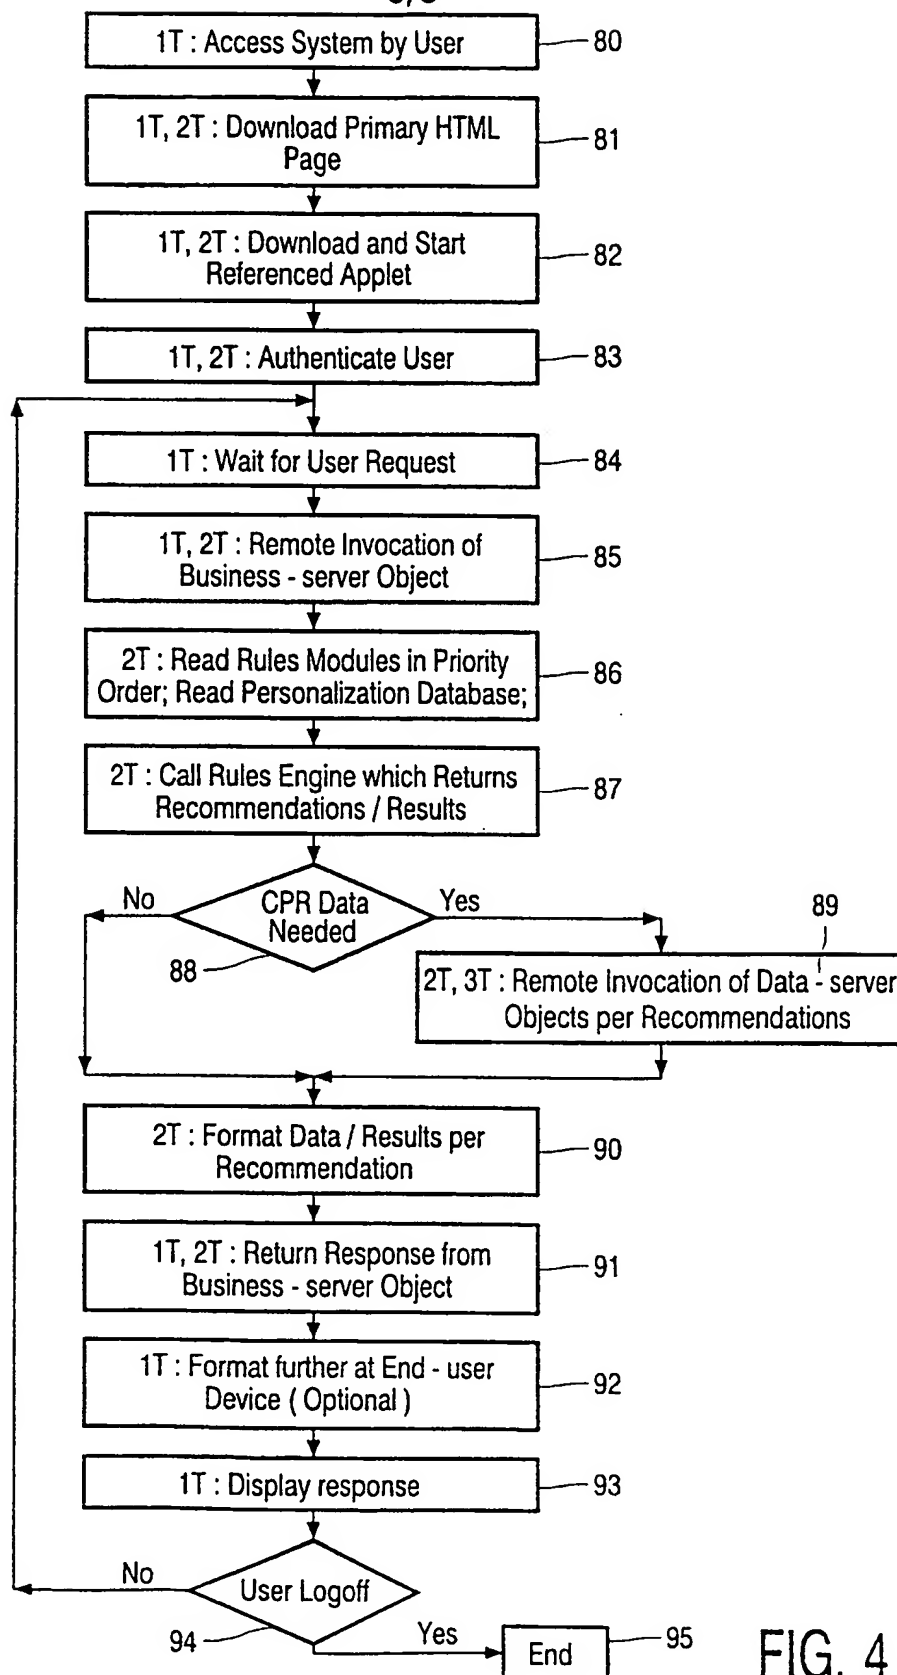 1T : Access System by User
80
1T, 2T : Download Primary HTML
Page
81
1T, 2T : Download and Start
Referenced Applet
82
1T, 2T : Authenticate User
83
1T : Wait for User Request
84
1T, 2T : Remote Invocation of
Business - server Object
85
2T : Read Rules Modules in Priority
Order; Read Personalization Database;
86
2T : Call Rules Engine which Returns
Recommendations / Results
87
No
CPR Data
Needed
Yes
88
89
2T, 3T : Remote Invocation of Data - server
Objects per Recommendations
2T : Format Data / Results per
Recommendation
90
1T, 2T : Return Response from
Business - server Object
91
1T : Format further at End - user
Device ( Optional )
92
1T : Display response
93
No
User Logoff
94
Yes
End
95
FIG. 4